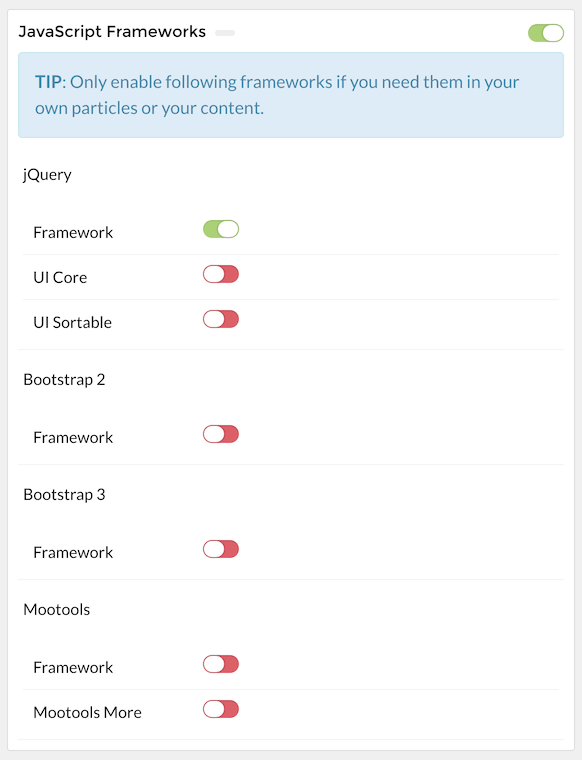 JavaScript Frameworks
TIP: Only enable following frameworks if you need them in your
own particles or your content.
jQuery
Framework
UI Core
UI Sortable
Bootstrap 2
Framework
Bootstrap 3
Framework
Mootools
Framework
Mootools More